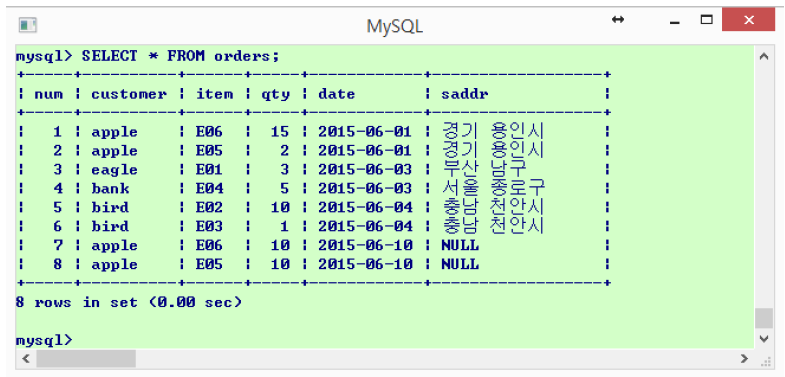 MySQL
mysql> SELECT * FROM orders;
+-----+----------+------+-----+------------+---------------------------+
| num | customer | item | qty | date | saddr |
+-----+----------+------+-----+------------+---------------------------+
| 1 | apple | E06 | 15 | 2015-06-01 | 경기 용인시 |
| 2 | apple | E05 | 2 | 2015-06-01 | 경기 용인시 |
| 3 | eagle | E01 | 3 | 2015-06-03 | 부산 남구 |
| 4 | bank | E04 | 5 | 2015-06-03 | 서울 종로구 |
| 5 | bird | E02 | 10 | 2015-06-04 | 충남 천안시 |
| 6 | bird | E03 | 1 | 2015-06-04 | 충남 천안시 |
| 7 | apple | E06 | 10 | 2015-06-10 | NULL |
| 8 | apple | E05 | 10 | 2015-06-10 | NULL |
+-----+----------+------+-----+------------+---------------------------+
8 rows in set (0.00 sec)
mysql>